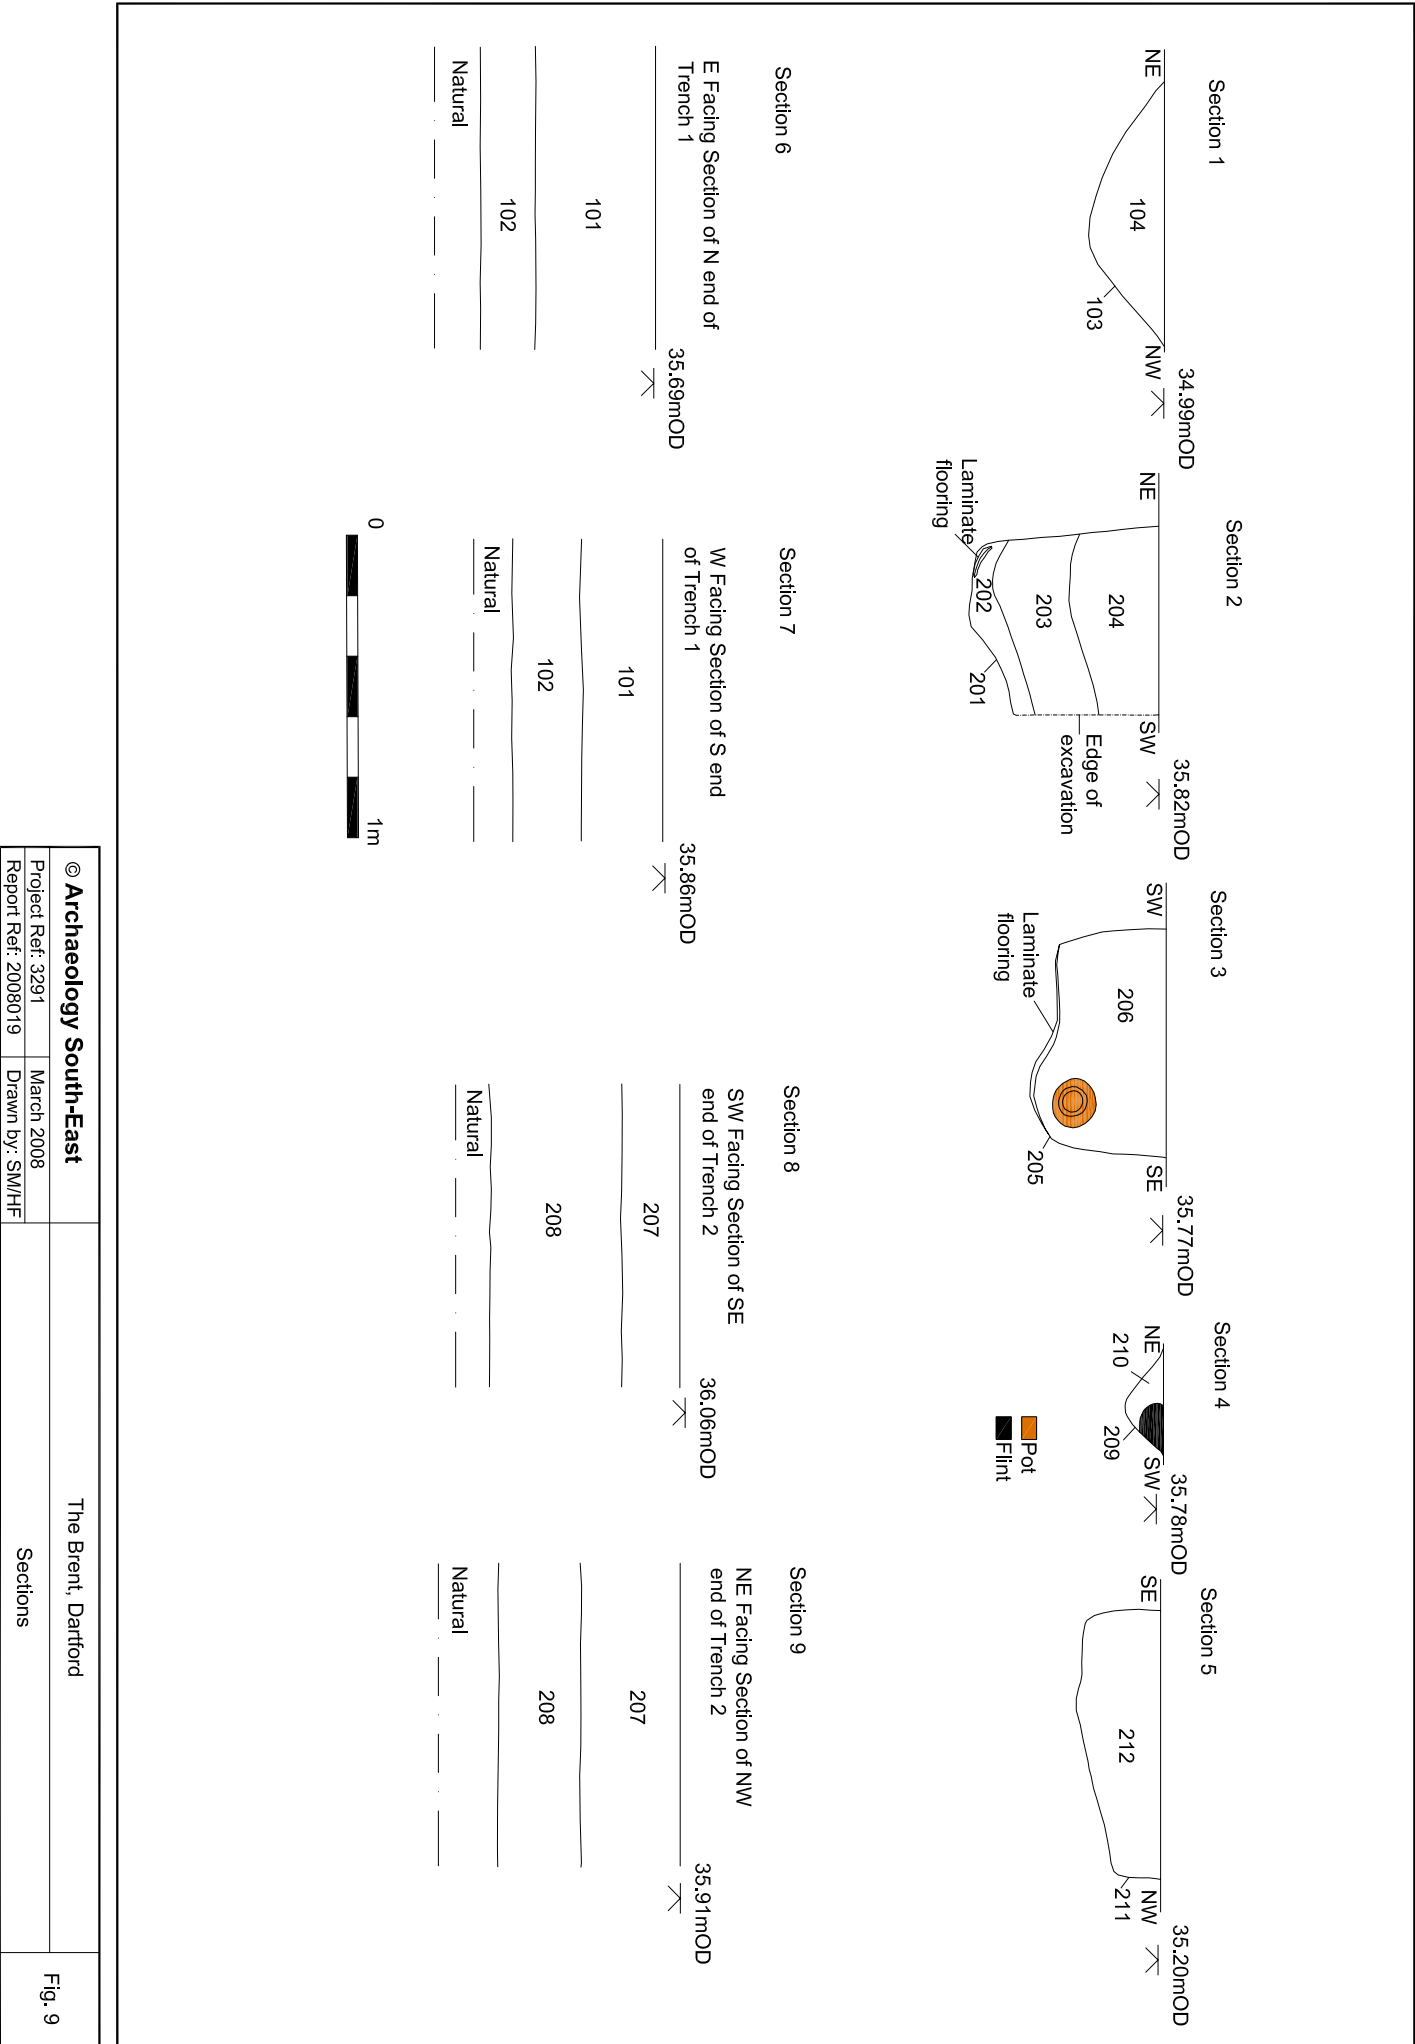 Section 1
NE
104
103
NW
34.99mOD
Section 2
NE
204
203
202
201
Laminate
flooring
Edge of
excavation
SW
35.82mOD
Section 3
SW
206
Laminate
flooring
205
SE
35.77mOD
Section 4
NE
210
209
SW
35.78mOD
Pot
Flint
Section 5
SE
212
211
NW
35.20mOD
Section 6
E Facing Section of N end of
Trench 1
35.69mOD
101
102
Natural
Section 7
W Facing Section of S end
of Trench 1
35.86mOD
101
102
Natural
Section 8
SW Facing Section of SE
end of Trench 2
36.06mOD
207
208
Natural
Section 9
NE Facing Section of NW
end of Trench 2
35.91mOD
207
208
Natural
0
1m
© Archaeology South-East
Project Ref: 3291
March 2008
Report Ref: 2008019
Drawn by: SM/HF
The Brent, Dartford
Sections
Fig. 9